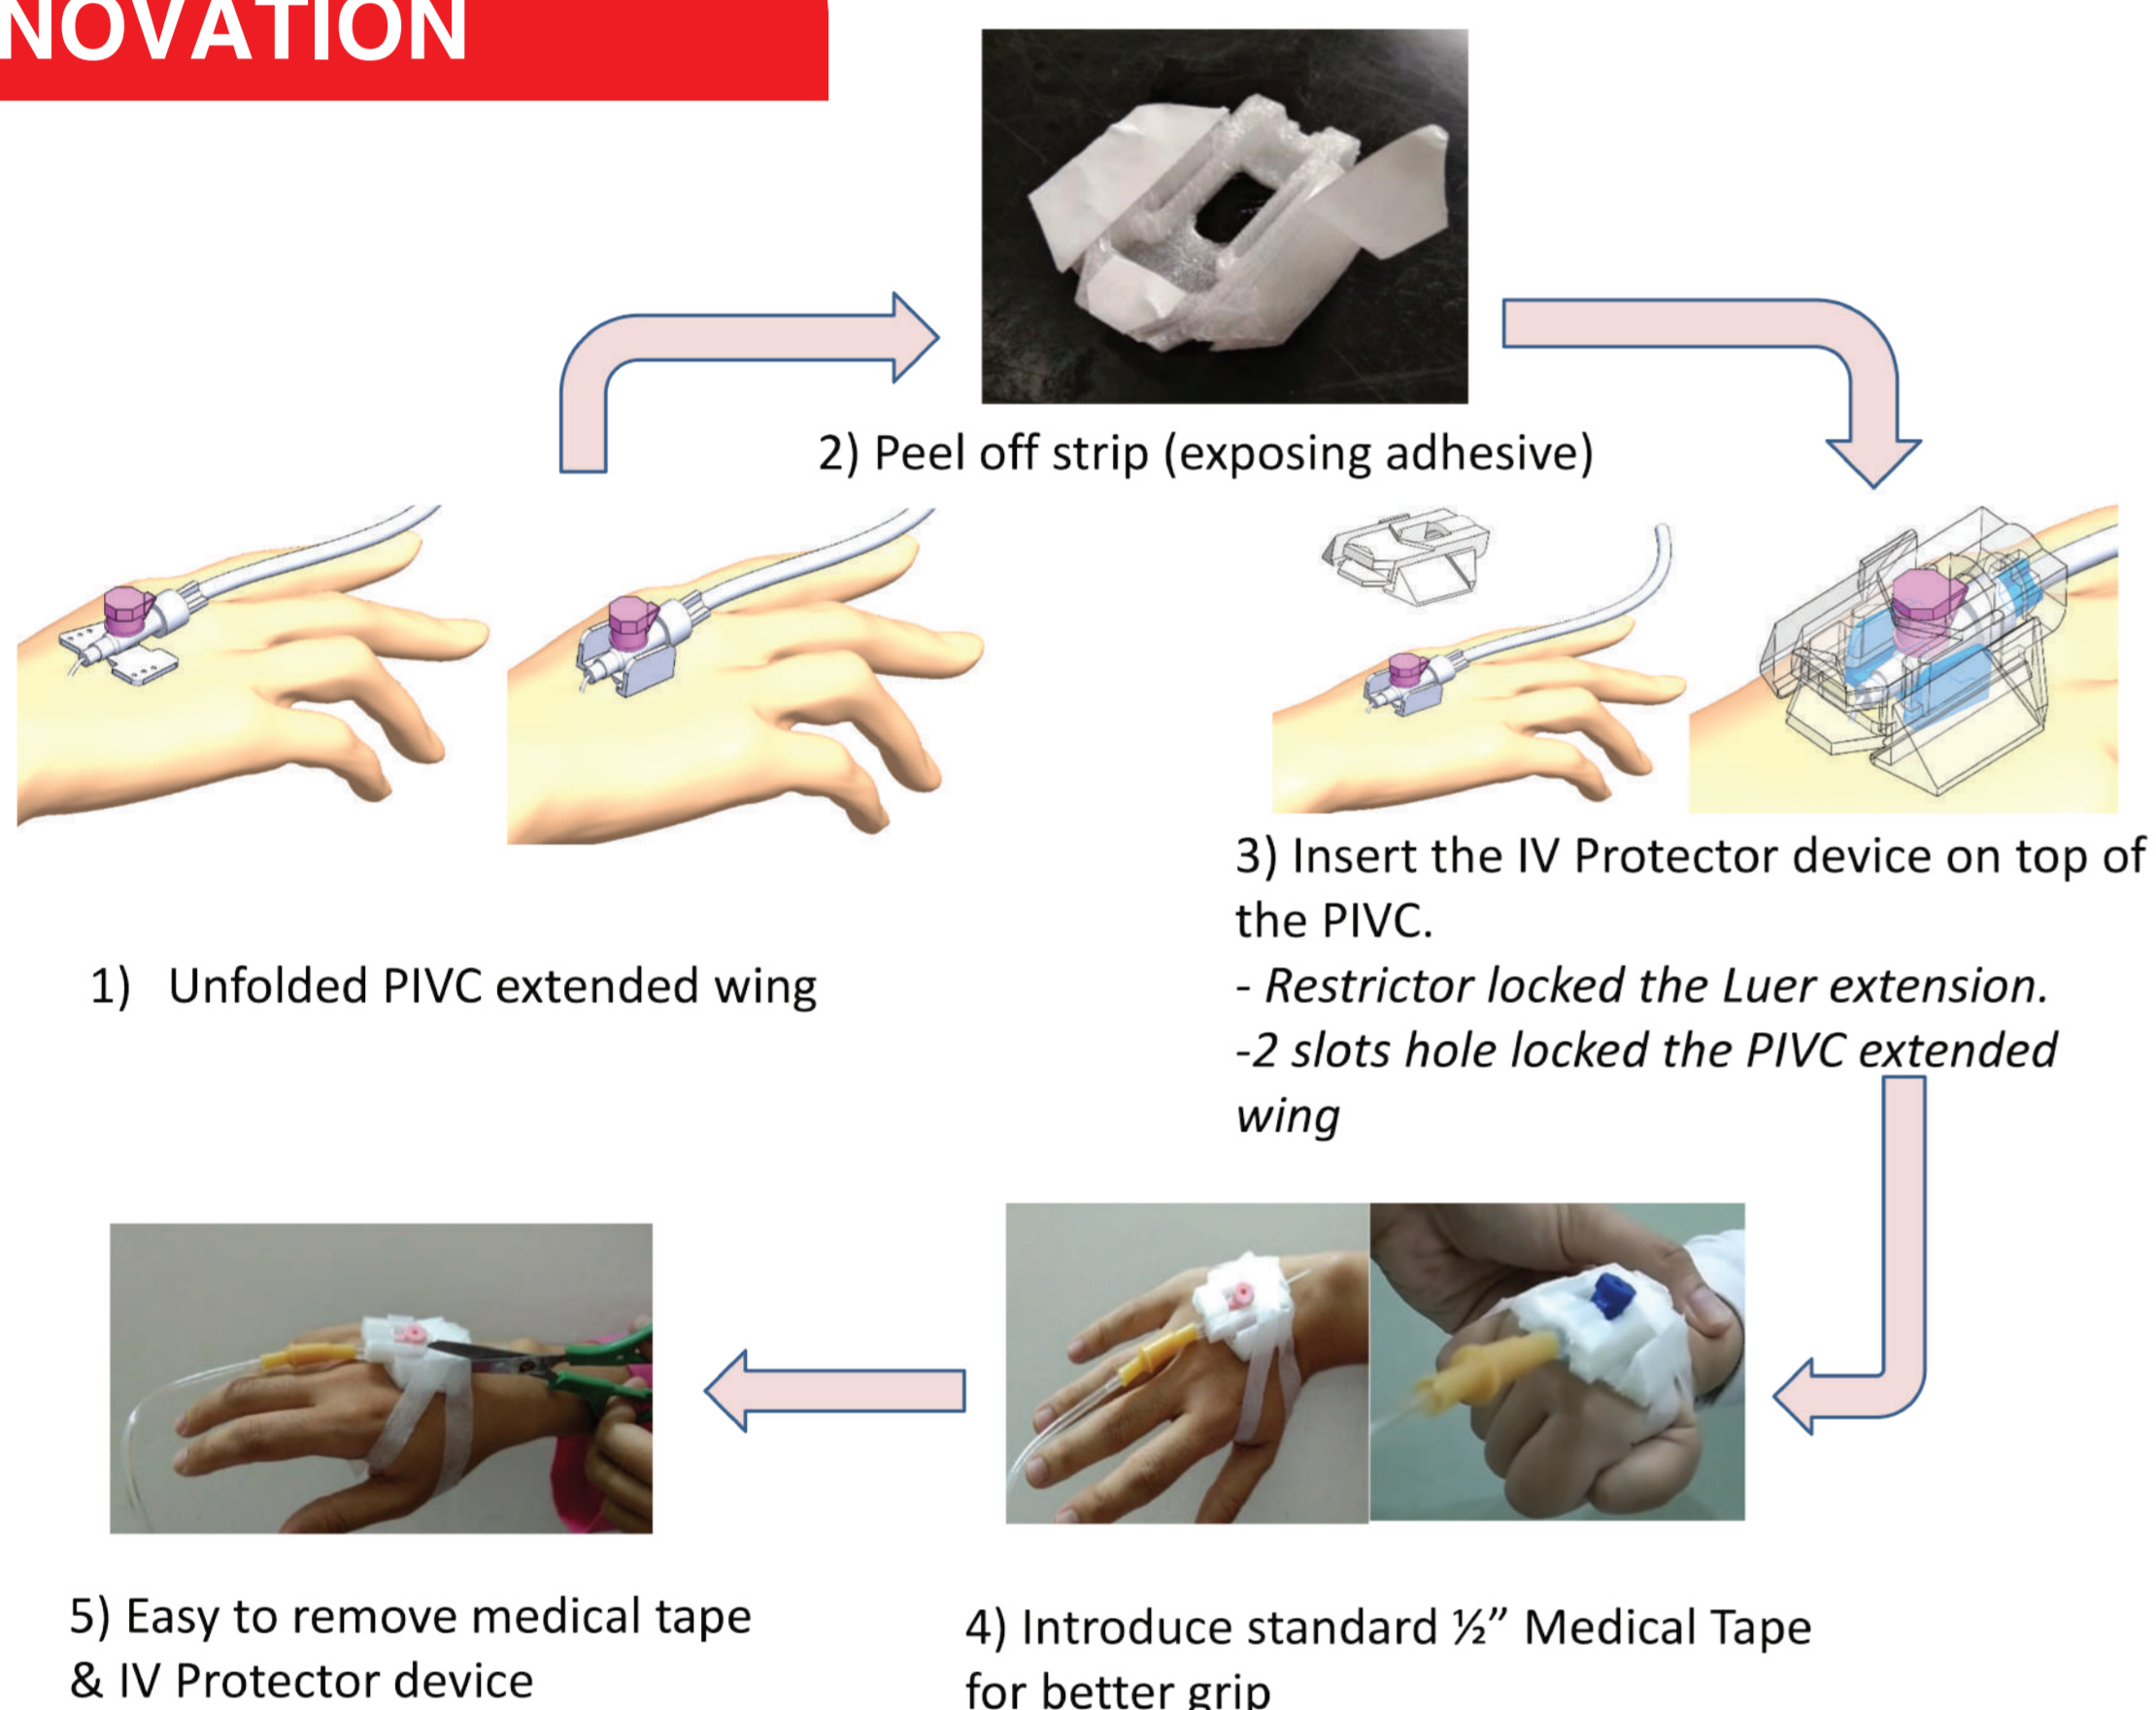 NOVATION
2) Peel off strip (exposing adhesive)
1) Unfolded PIVC extended wing
3) Insert the IV Protector device on top of
the PIVC.
- Restrictor locked the Luer extension.
-2 slots hole locked the PIVC extended
wing
5) Easy to remove medical tape
& IV Protector device
4) Introduce standard ½” Medical Tape
for better grip